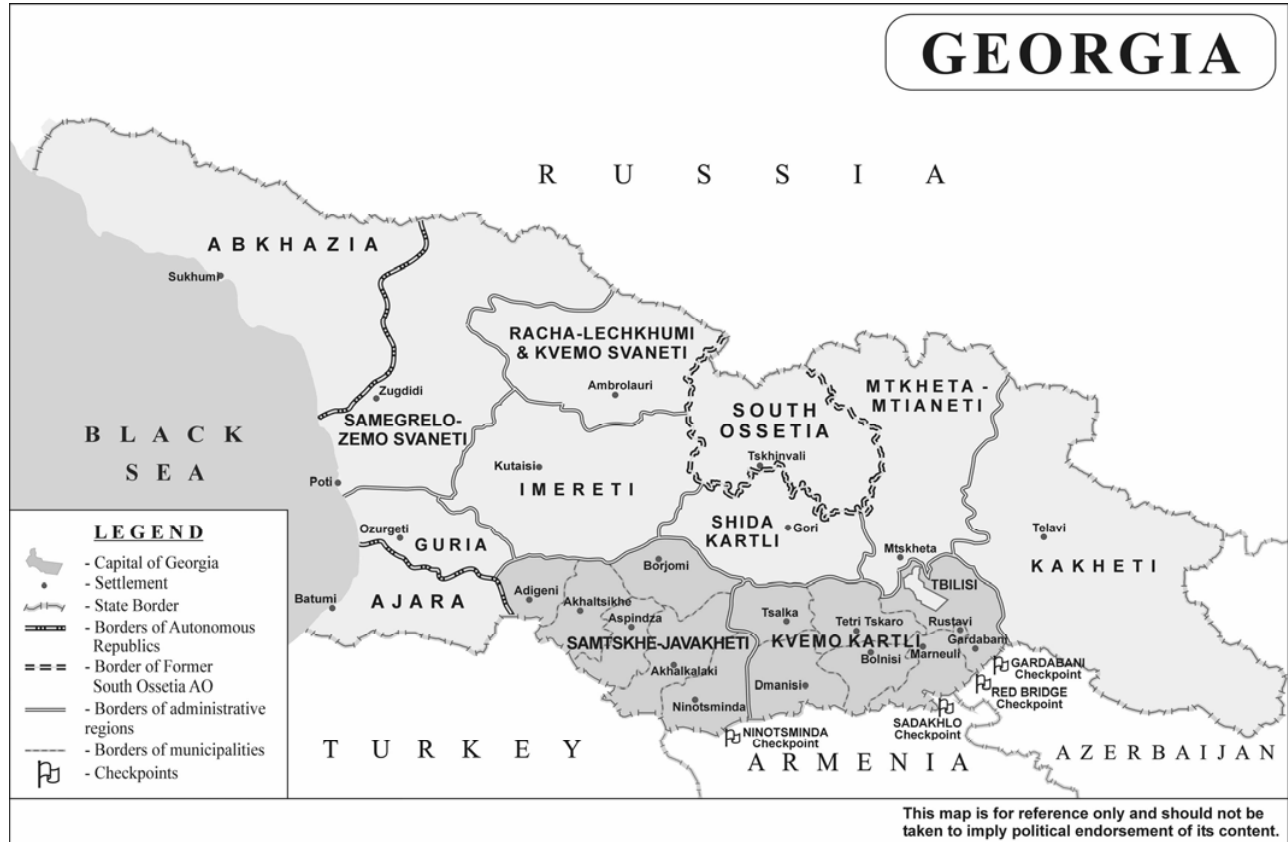 GEORGIA
RUSSIA
ABKHAZIA
Sukhumi
RACHA-LECHKHUMI
& KVEMO SVANETI
Ambrolauri
MTKHETA -
MTIANETI
Zugdidi
SAMEGRELO-
ZEMO SVANETI
SOUTH
OSSETIA
Tskhinvali
BLACK
SEA
Kutaisi
IMERETI
Poti
SHIDA
KARTLI
Gori
Ozurgeti
GURIA
Telavi
KAKHETI
Mtskheta
TBILISI
Borjomi
Batumi
AJARA
Adigeni
Akhaltsikhe
Aspindza
SAMTSKHE-JAVAKHETI
Akhalkalaki
Ninotsminda
Tsalka
Tetri Tskaro
Rustavi
KVEMO KARTLI
Gardabani
Marneuli
Bolnisi
Dmanisi
GARDABANI
Checkpoint
RED BRIDGE
Checkpoint
SADAKHLO
Checkpoint
NINOTSMINDA
Checkpoint
TURKEY
ARMENIA
AZERBAIJAN
LEGEND
- Capital of Georgia
- Settlement
- State Border
- Borders of Autonomous
Republics
- Border of Former
South Ossetia AO
- Borders of administrative
regions
- Borders of municipalities
- Checkpoints
This map is for reference only and should not be
taken to imply political endorsement of its content.